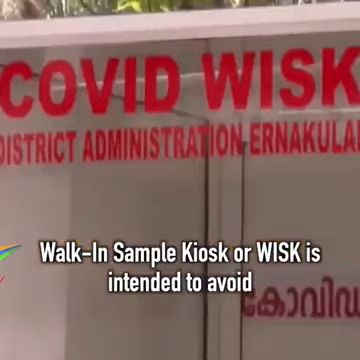 COVID WISK
DISTRICT ADMINISTRATION ERNAKULA
Walk-In Sample Kiosk or WISK is
intended to avoid
കോവിഡ